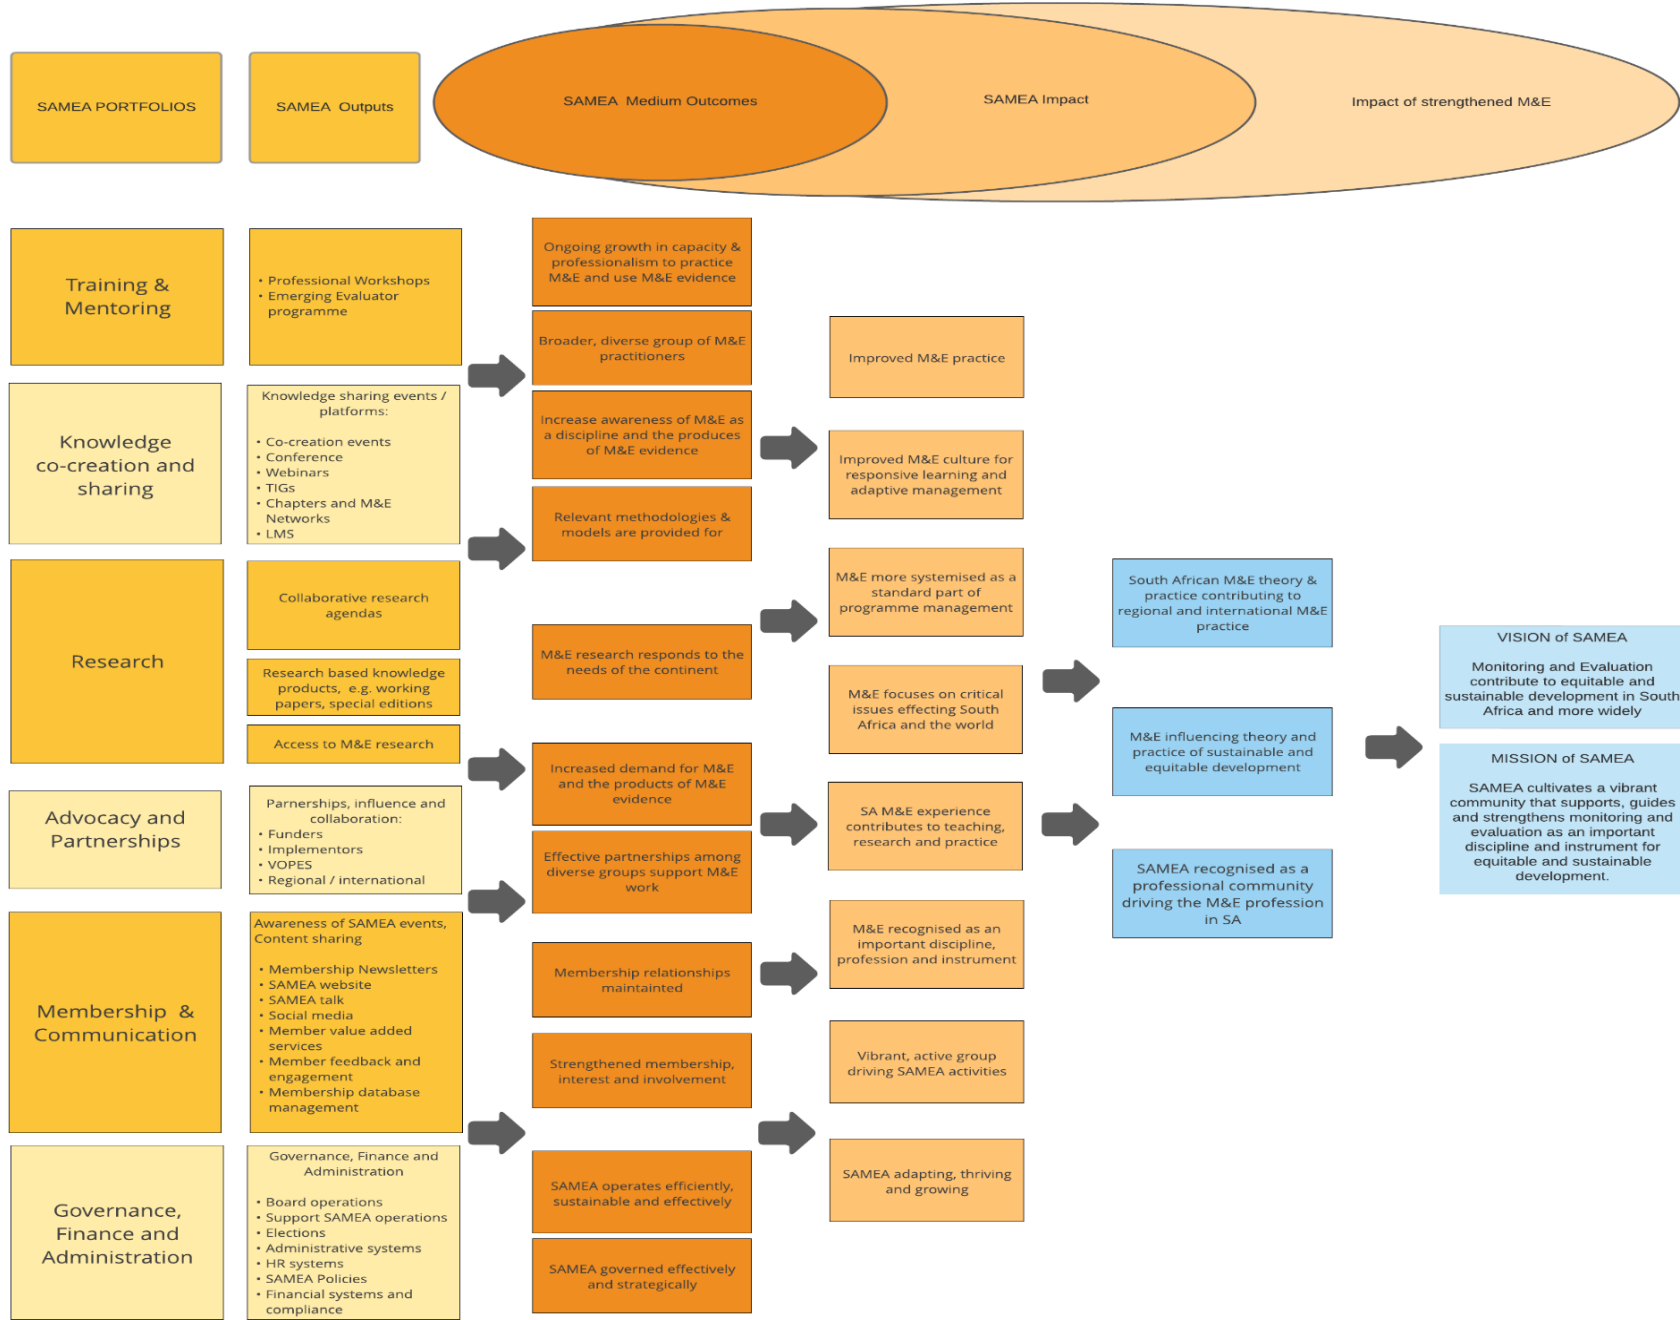 SAMEA PORTFOLIOS
SAMEA Outputs
SAMEA Medium Outcomes
SAMEA Impact
Impact of strengthened M&E
Training &
Mentoring
Knowledge
co-creation and
sharing
Research
Advocacy and
Partnerships
Membership &
Communication
Governance,
Finance and
Administration
• Professional Workshops
• Emerging Evaluator
programme
Knowledge sharing events /
platforms:
• Co-creation events
• Conference
• Webinars
• TIGs
• Chapters and M&E
Networks
• LMS
Collaborative research
agendas
Research based knowledge
products, e.g. working
papers, special editions
Access to M&E research
Parnerships, influence and
collaboration:
• Funders
• Implementors
• VOPES
• Regional / international
Awareness of SAMEA events,
Content sharing
• Membership Newsletters
• SAMEA website
• SAMEA talk
• Social media
• Member value added
services
• Member feedback and
engagement
• Membership database
management
Governance, Finance and
Administration
• Board operations
• Support SAMEA operations
• Elections
• Administrative systems
• HR systems
• SAMEA Policies
• Financial systems and
compliance
Ongoing growth in capacity &
professionalism to practice
M&E and use M&E evidence
Broader, diverse group of M&E
practitioners
Increase awareness of M&E as
a discipline and the produces
of M&E evidence
Relevant methodologies &
models are provided for
M&E research responds to the
needs of the continent
Increased demand for M&E
and the products of M&E
evidence
Effective partnerships among
diverse groups support M&E
work
Membership relationships
maintainted
Strengthened membership,
interest and involvement
SAMEA operates efficiently,
sustainable and effectively
SAMEA governed effectively
and strategically
Improved M&E practice
Improved M&E culture for
responsive learning and
adaptive management
M&E more systemised as a
standard part of
programme management
M&E focuses on critical
issues effecting South
Africa and the world
SA M&E experience
contributes to teaching,
research and practice
M&E recognised as an
important discipline,
profession and instrument
Vibrant, active group
driving SAMEA activities
SAMEA adapting, thriving
and growing
South African M&E theory &
practice contributing to
regional and international M&E
practice
M&E influencing theory and
practice of sustainable and
equitable development
SAMEA recognised as a
professional community
driving the M&E profession
in SA
VISION of SAMEA
Monitoring and Evaluation
contribute to equitable and
sustainable development in South
Africa and more widely
MISSION of SAMEA
SAMEA cultivates a vibrant
community that supports, guides
and strengthens monitoring and
evaluation as an important
discipline and instrument for
equitable and sustainable
development.